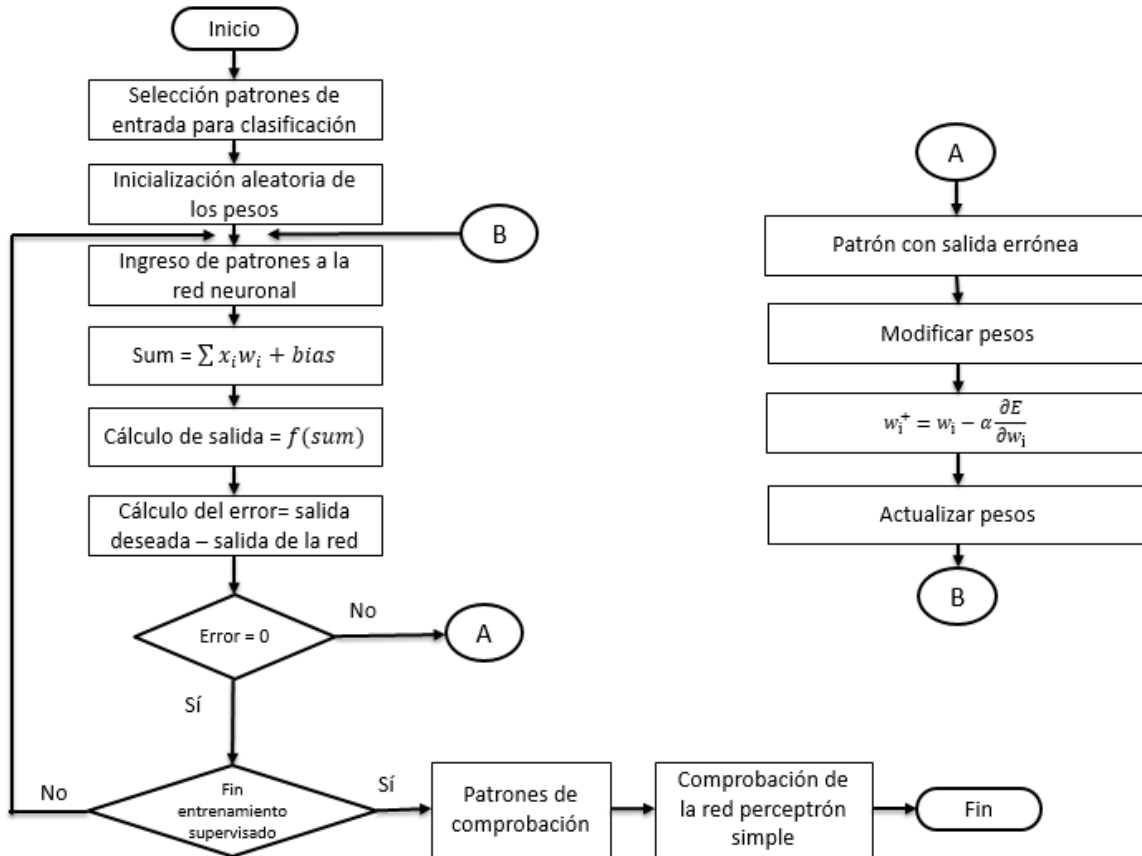 Inicio
Selección patrones de
entrada para clasificación
Inicialización aleatoria de
los pesos
B
Ingreso de patrones a la
red neuronal
Sum = ∑ xᵢwᵢ + bias
Cálculo de salida = f(sum)
Cálculo del error= salida
deseada – salida de la red
Error = 0
No
A
Sí
Fin
entrenamiento
supervisado
No
Sí
Patrones de
comprobación
Comprobación de
la red perceptrón
simple
Fin
A
Patrón con salida errónea
Modificar pesos
wᵢ⁺ = wᵢ − α ∂E/∂wᵢ
Actualizar pesos
B